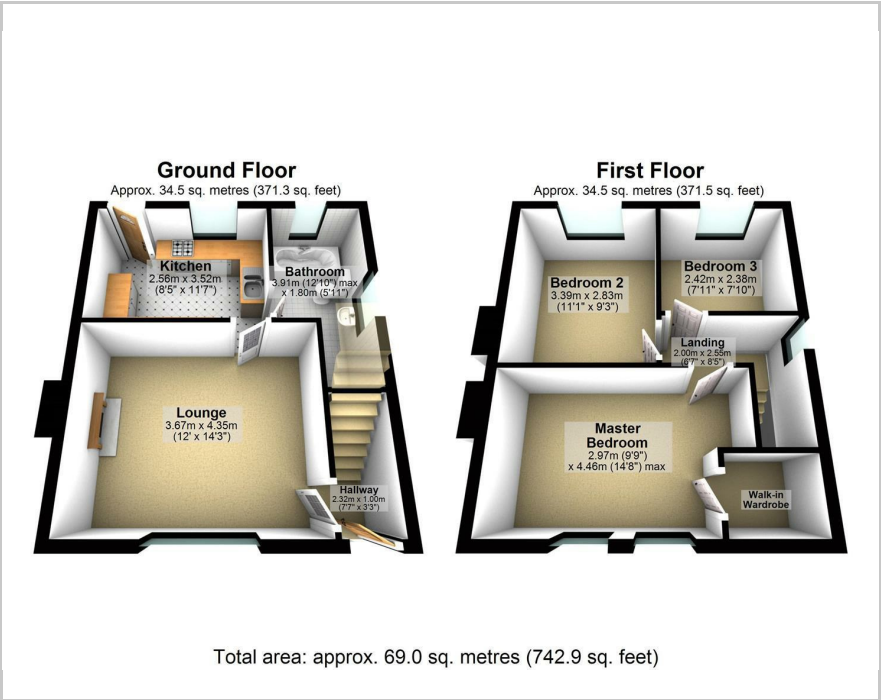 Ground Floor
Approx. 34.5 sq. metres (371.3 sq. feet)
Kitchen
2.56m x 3.52m
(8'5" x 11'7")
Bathroom
3.91m (12'10") max
x 1.80m (5'11")
Lounge
3.67m x 4.35m
(12' x 14'3")
Hallway
2.32m x 1.00m
(7'7" x 3'3")
First Floor
Approx. 34.5 sq. metres (371.5 sq. feet)
Bedroom 2
3.39m x 2.83m
(11'1" x 9'3")
Bedroom 3
2.42m x 2.38m
(7'11" x 7'10")
Landing
2.00m x 2.55m
(6'7" x 8'5")
Master
Bedroom
2.97m (9'9")
x 4.46m (14'8") max
Walk-in
Wardrobe
Total area: approx. 69.0 sq. metres (742.9 sq. feet)